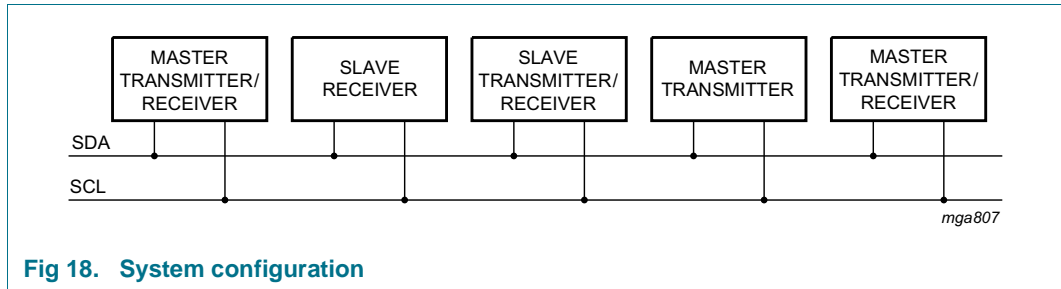 MASTER
TRANSMITTER/
RECEIVER
SLAVE
RECEIVER
SLAVE
TRANSMITTER/
RECEIVER
MASTER
TRANSMITTER
MASTER
TRANSMITTER/
RECEIVER
SDA
SCL
mga807
Fig 18. System configuration